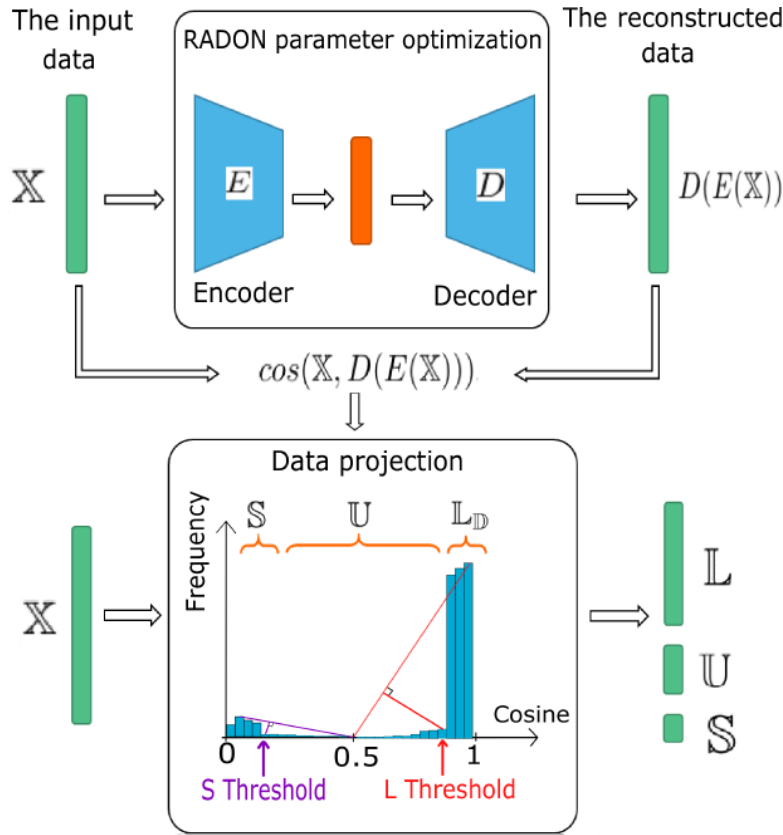 The input
data
RADON parameter optimization
The reconstructed
data
𝕏
E
D
D(E(𝕏))
Encoder
Decoder
cos(𝕏, D(E(𝕏))).
Data projection
Frequency
𝕊
𝕌
𝕃_𝔻
𝕏
Cosine
0
0.5
1
S Threshold
L Threshold
𝕃
𝕌
𝕊